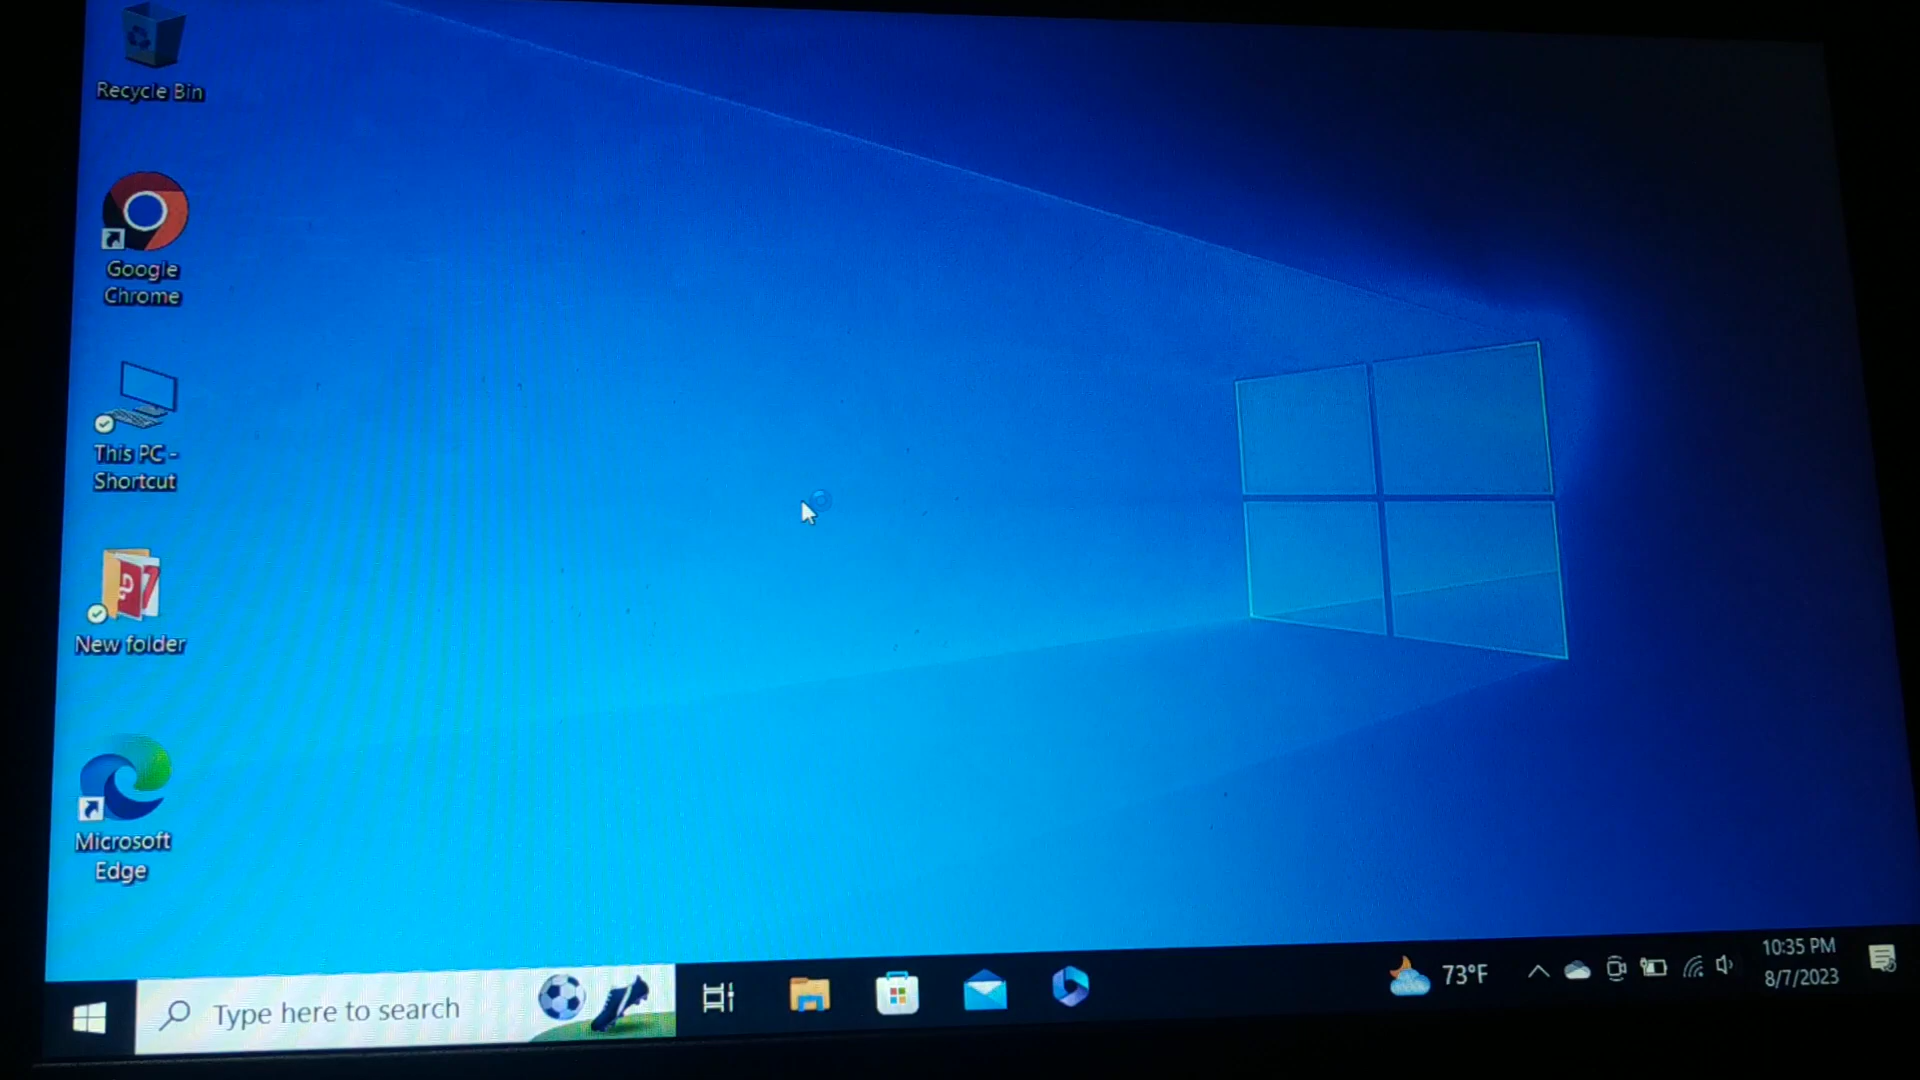 Recycle Bin
Google
Chrome
This PC -
Shortcut
New folder
Microsoft
Edge
Type here to search
73°F
10:35 PM
8/7/2023